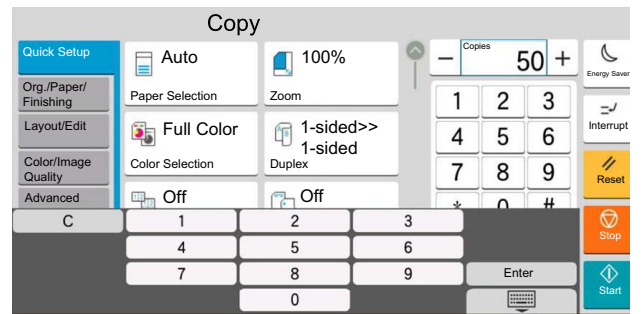 Copy
Quick Setup
Org./Paper/
Finishing
Layout/Edit
Color/Image
Quality
Advanced
Auto
Paper Selection
100%
Zoom
Full Color
Color Selection
1-sided>>
1-sided
Duplex
Off
Off
Copies
− 50 +
1 2 3
4 5 6
7 8 9
* 0 #
Energy Saver
Interrupt
Reset
Stop
Start
C 1 2 3
4 5 6
7 8 9
0
Enter